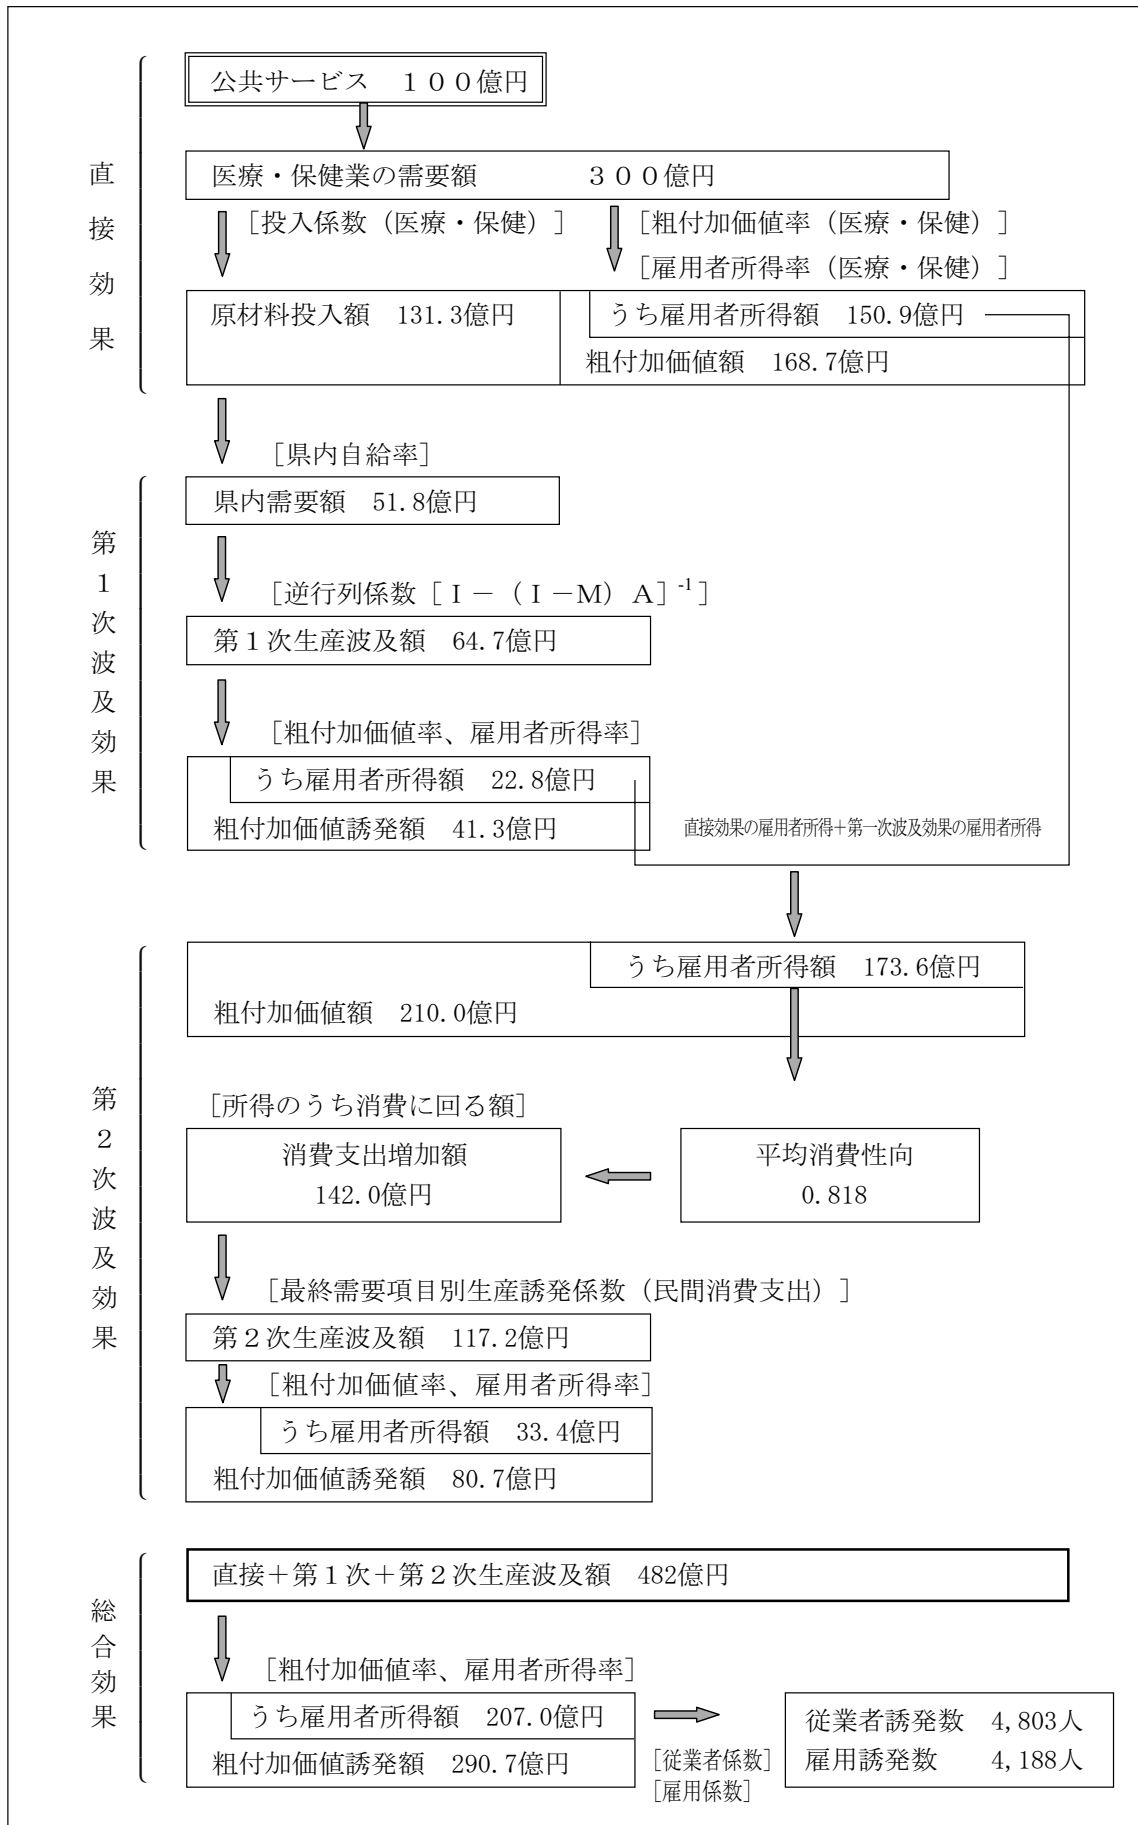 直接効果
公共サービス　１００億円
医療・保健業の需要額　　　　３００億円
［投入係数（医療・保健）］
［粗付加価値率（医療・保健）］
［雇用者所得率（医療・保健）］
原材料投入額　131.3億円
うち雇用者所得額　150.9億円
粗付加価値額　168.7億円
［県内自給率］
第１次波及効果
県内需要額　51.8億円
［逆行列係数［Ｉ－（Ｉ－Ｍ）Ａ］-1］
第１次生産波及額　64.7億円
［粗付加価値率、雇用者所得率］
うち雇用者所得額　22.8億円
粗付加価値誘発額　41.3億円
直接効果の雇用者所得＋第一次波及効果の雇用者所得
第２次波及効果
うち雇用者所得額　173.6億円
粗付加価値額　210.0億円
［所得のうち消費に回る額］
消費支出増加額
142.0億円
平均消費性向
0.818
［最終需要項目別生産誘発係数（民間消費支出）］
第２次生産波及額　117.2億円
［粗付加価値率、雇用者所得率］
うち雇用者所得額　33.4億円
粗付加価値誘発額　80.7億円
総合効果
直接＋第１次＋第２次生産波及額　482億円
［粗付加価値率、雇用者所得率］
うち雇用者所得額　207.0億円
粗付加価値誘発額　290.7億円
［従業者係数］
［雇用係数］
従業者誘発数　4,803人
雇用誘発数　　4,188人